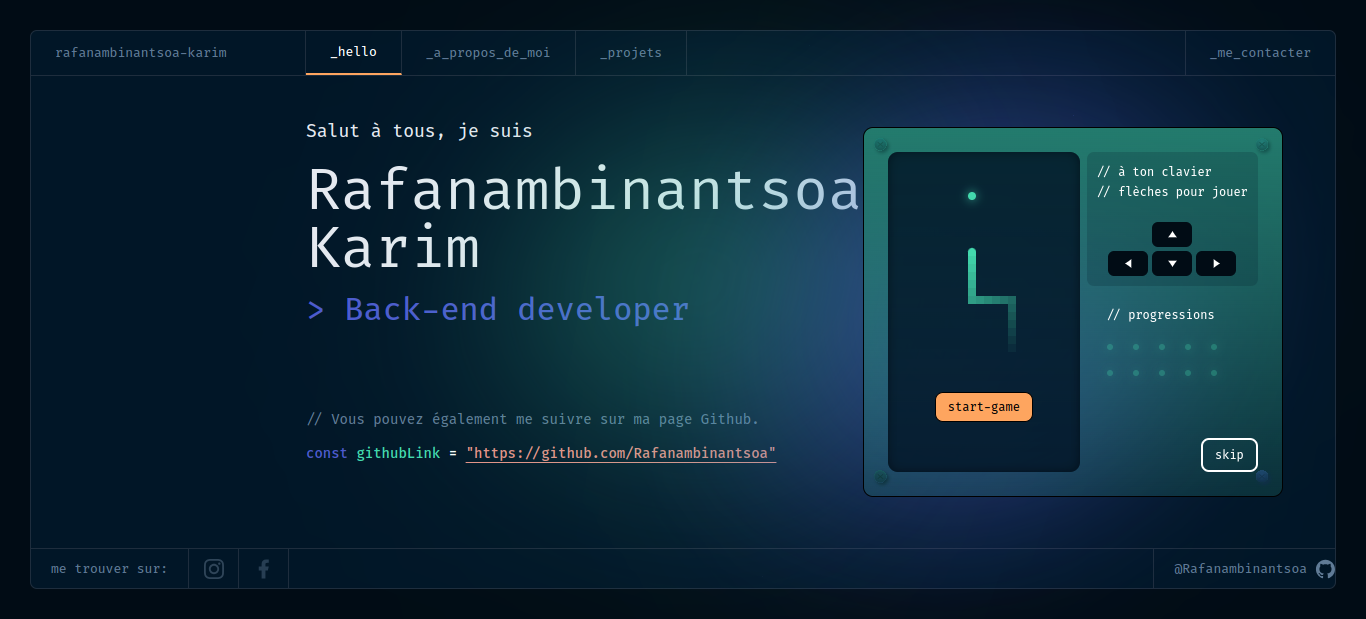 rafanambinantsoa-karim
_hello
_a_propos_de_moi
_projets
_me_contacter
Salut à tous, je suis
Rafanambinantsoa
Karim
> Back-end developer
// Vous pouvez également me suivre sur ma page Github.
const githubLink = "https://github.com/Rafanambinantsoa"
// à ton clavier
// flèches pour jouer
// progressions
start-game
skip
me trouver sur:
@Rafanambinantsoa